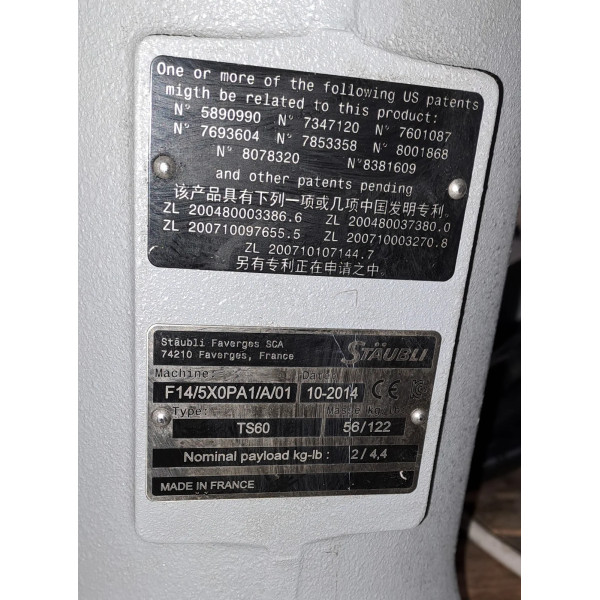 One or more of the following US patents
migth be related to this product:
N° 5890990 N° 7347120 N° 7601087
N° 7693604 N° 7853358 N° 8001868
N° 8078320 N°8381609
and other patents pending
该产品具有下列一项或几项中国发明专利.
ZL 200480003386.6 ZL 200480037380.0
ZL 200710097655.5 ZL 200710003270.8
ZL 200710107144.7
另有专利正在申请之中
Stäubli Faverges SCA
74210 Faverges, France
STÄUBLI
Machine: Date:
F14/5X0PA1/A/01 10-2014 CE
Type: Masse kg-lb
TS60 56/122
Nominal payload kg-lb : 2 / 4,4
MADE IN FRANCE